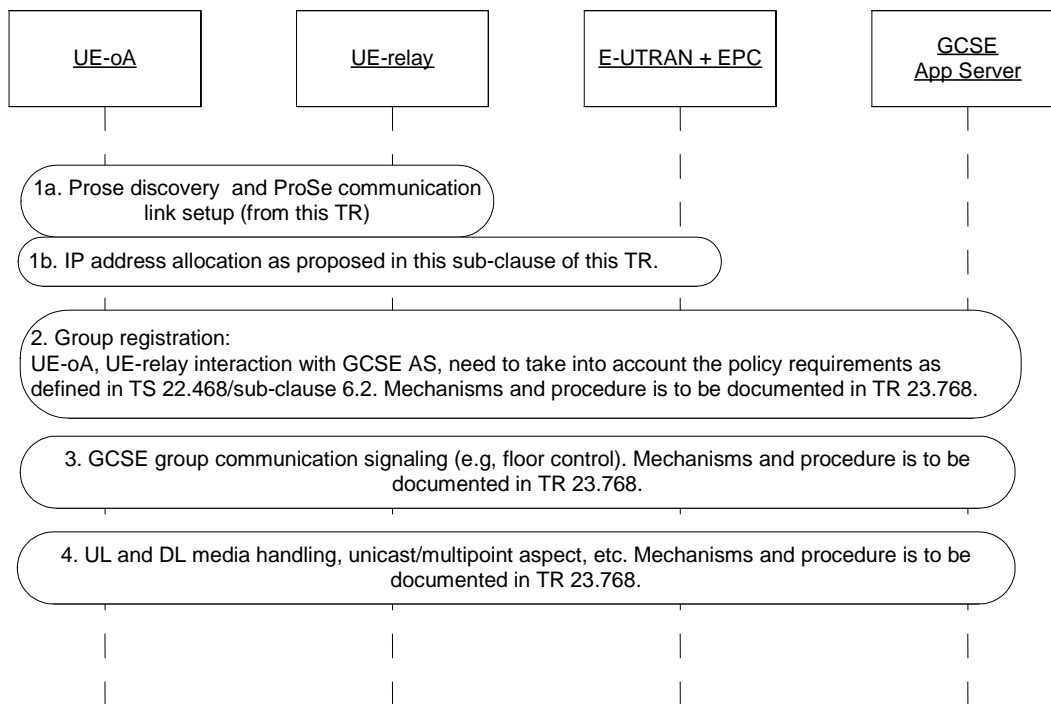 UE-oA
UE-relay
E-UTRAN + EPC
GCSE
App Server
1a. Prose discovery and ProSe communication
link setup (from this TR)
1b. IP address allocation as proposed in this sub-clause of this TR.
2. Group registration:
UE-oA, UE-relay interaction with GCSE AS, need to take into account the policy requirements as
defined in TS 22.468/sub-clause 6.2. Mechanisms and procedure is to be documented in TR 23.768.
3. GCSE group communication signaling (e.g, floor control). Mechanisms and procedure is to be
documented in TR 23.768.
4. UL and DL media handling, unicast/multipoint aspect, etc. Mechanisms and procedure is to be
documented in TR 23.768.